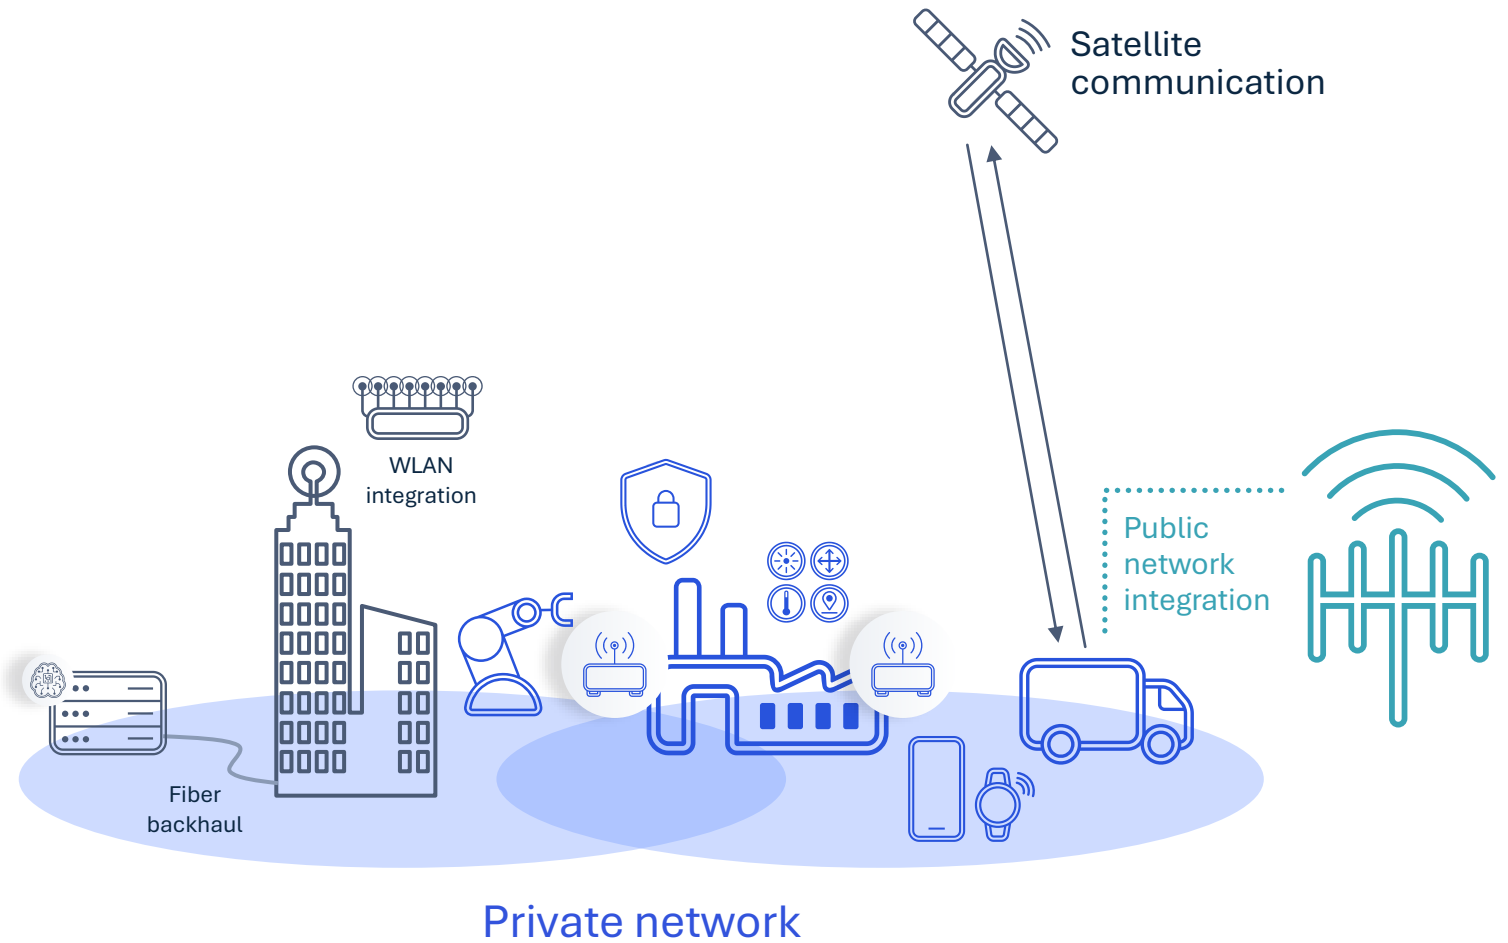 Satellite
communication
WLAN
integration
Public
network
integration
Fiber
backhaul
Private network